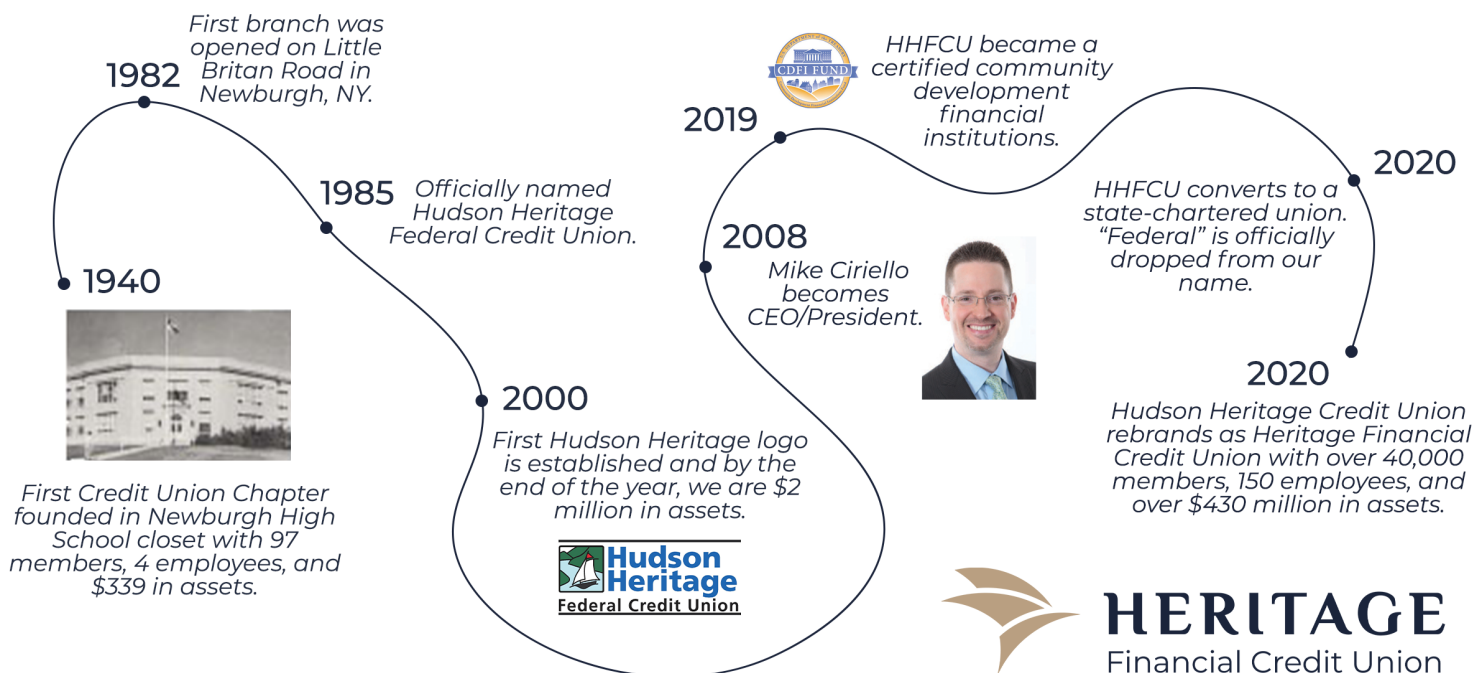 1940
First Credit Union Chapter
founded in Newburgh High
School closet with 97
members, 4 employees, and
$339 in assets.
1982
First branch was
opened on Little
Britan Road in
Newburgh, NY.
1985
Officially named
Hudson Heritage
Federal Credit Union.
2000
First Hudson Heritage logo
is established and by the
end of the year, we are $2
million in assets.
Hudson
Heritage
Federal Credit Union
2008
Mike Ciriello
becomes
CEO/President.
2019
CDFI FUND
HHFCU became a
certified community
development
financial
institutions.
2020
HHFCU converts to a
state-chartered union.
“Federal” is officially
dropped from our
name.
2020
Hudson Heritage Credit Union
rebrands as Heritage Financial
Credit Union with over 40,000
members, 150 employees, and
over $430 million in assets.
HERITAGE
Financial Credit Union